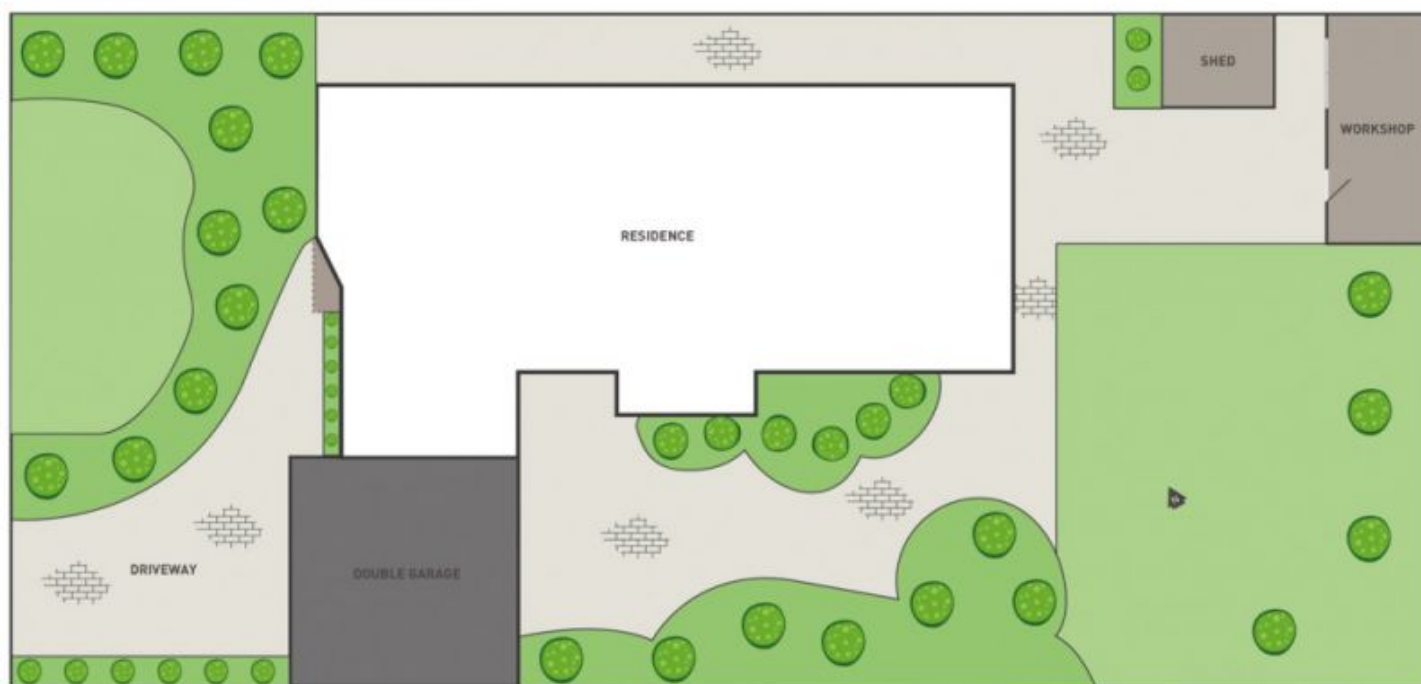 SHED
WORKSHOP
RESIDENCE
DRIVEWAY
DOUBLE GARAGE